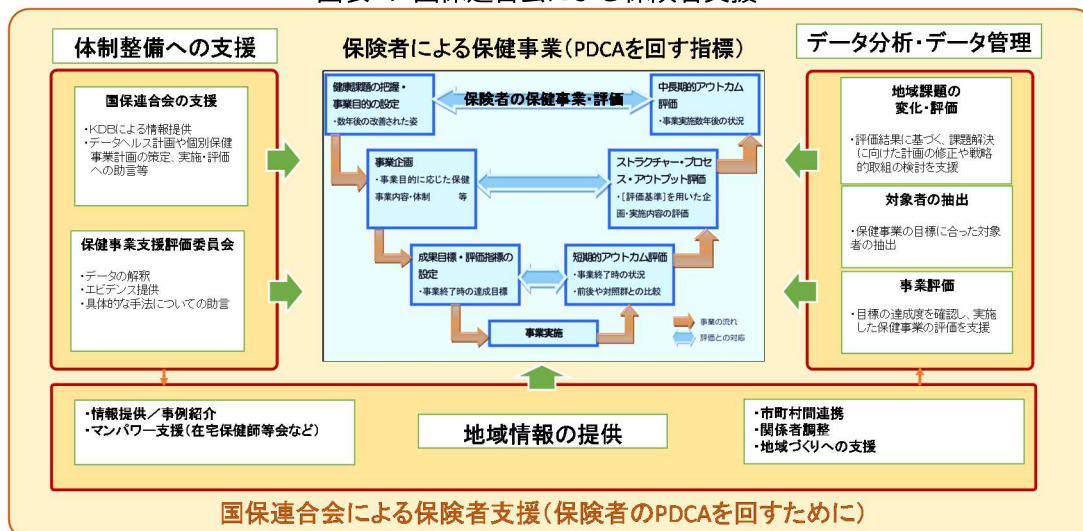 体制整備への支援
国保連合会の支援
・KDBによる情報提供
・データヘルス計画や個別保健
事業計画の策定、実施・評価
への助言等
保健事業支援評価委員会
・データの解釈
・エビデンス提供
・具体的な手法についての助言
保険者による保健事業(PDCAを回す指標)
健康課題の把握・
事業目的の設定
・数年後の改善された姿
保険者の保健事業・評価
中長期的アウトカム
評価
・事業実施数年後の状況
事業企画
・事業目的に応じた保健
事業内容・体制 等
ストラクチャー・プロセ
ス・アウトプット評価
・[評価基準]を用いた企
画・実施内容の評価
成果目標・評価指標の
設定
・事業終了時の達成目標
短期的アウトカム評価
・事業終了時の状況
・前後や対照群との比較
事業実施
事業の流れ
評価との対応
データ分析・データ管理
地域課題の
変化・評価
・評価結果に基づく、課題解決
に向けた計画の修正や戦略
的取組の検討を支援
対象者の抽出
・保健事業の目標に合った対象
者の抽出
事業評価
・目標の達成度を確認し、実施
した保健事業の評価を支援
・情報提供/事例紹介
・マンパワー支援(在宅保健師等会など)
地域情報の提供
・市町村間連携
・関係者調整
・地域づくりへの支援
国保連合会による保険者支援(保険者のPDCAを回すために)